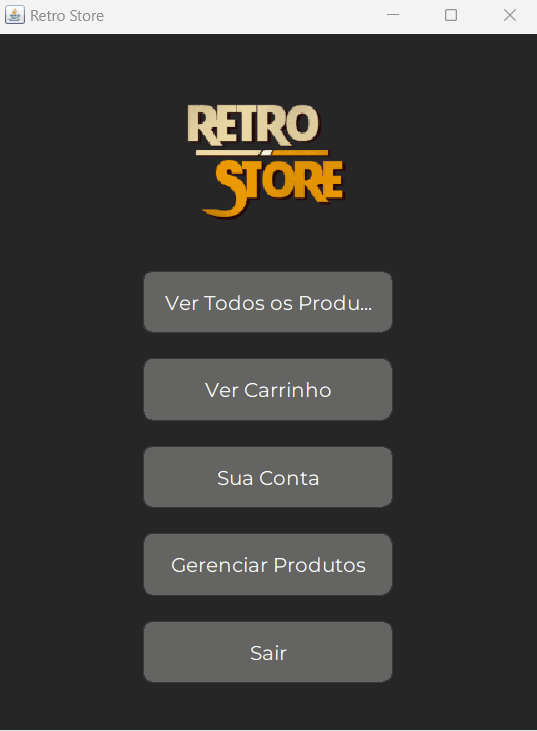 Retro Store
RETRO
STORE
Ver Todos os Produ...
Ver Carrinho
Sua Conta
Gerenciar Produtos
Sair